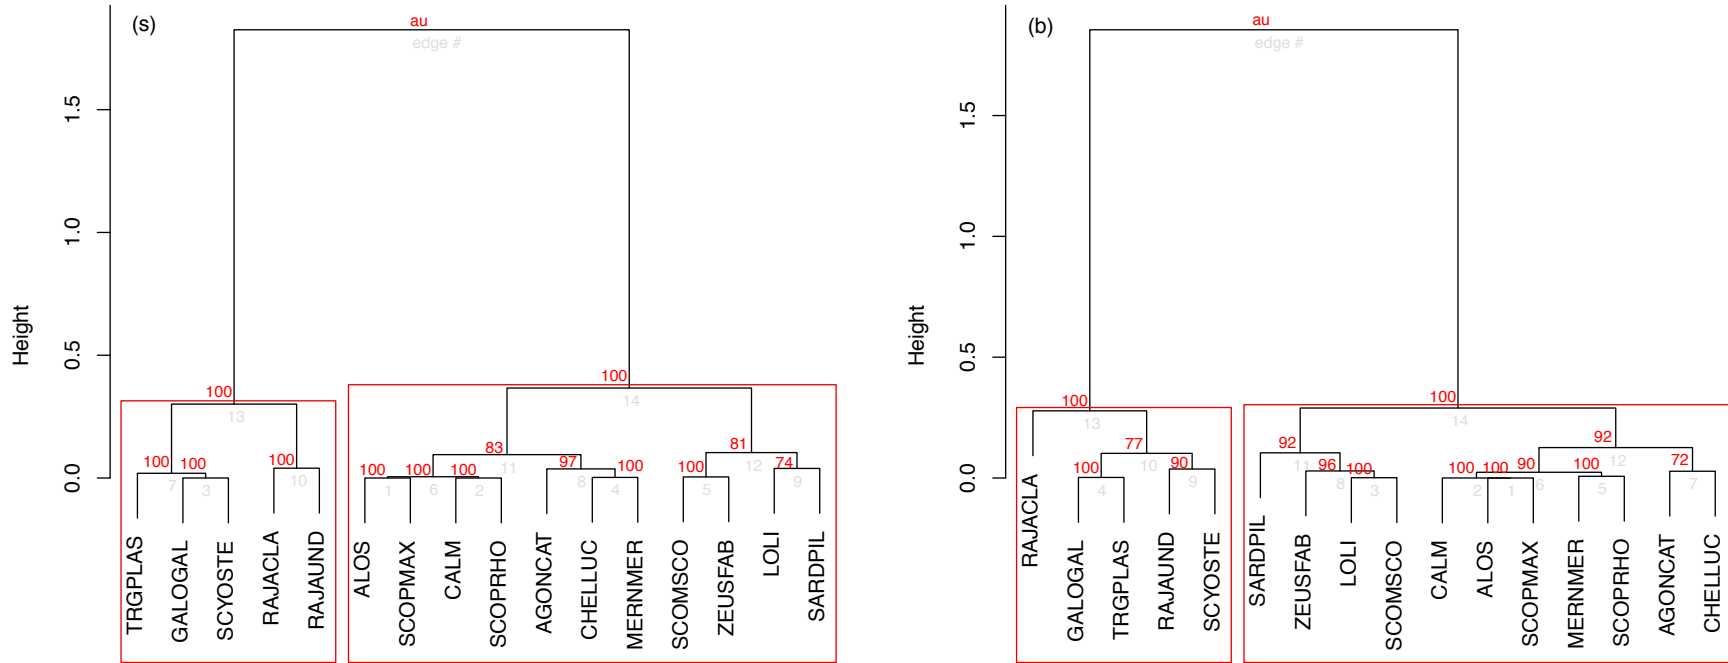 (s)
au
edge #
Height
1.5
1.0
0.5
0.0
100
13
100
14
100
7
100
3
100
10
83
11
100
1
100
6
100
2
97
8
100
4
81
12
100
5
74
9
TRGPLAS
GALOGAL
SCYOSTE
RAJACLA
RAJAUND
ALOS
SCOPMAX
CALM
SCOPRHO
AGONCAT
CHELLUC
MERNMER
SCOMSCO
ZEUSFAB
LOLI
SARDPIL
(b)
au
edge #
Height
1.5
1.0
0.5
0.0
100
13
100
14
77
10
100
4
90
9
92
11
96
8
100
3
92
12
100
2
100
1
90
6
100
5
72
7
RAJACLA
GALOGAL
TRGPLAS
RAJAUND
SCYOSTE
SARDPIL
ZEUSFAB
LOLI
SCOMSCO
CALM
ALOS
SCOPMAX
MERNMER
SCOPRHO
AGONCAT
CHELLUC